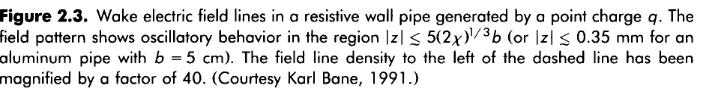 Figure 2.3. Wake electric field lines in a resistive wall pipe generated by a point charge q. The
field pattern shows oscillatory behavior in the region |z| ≤ 5(2χ)^1/3b (or |z| ≤ 0.35 mm for an
aluminum pipe with b = 5 cm). The field line density to the left of the dashed line has been
magnified by a factor of 40. (Courtesy Karl Bane, 1991.)